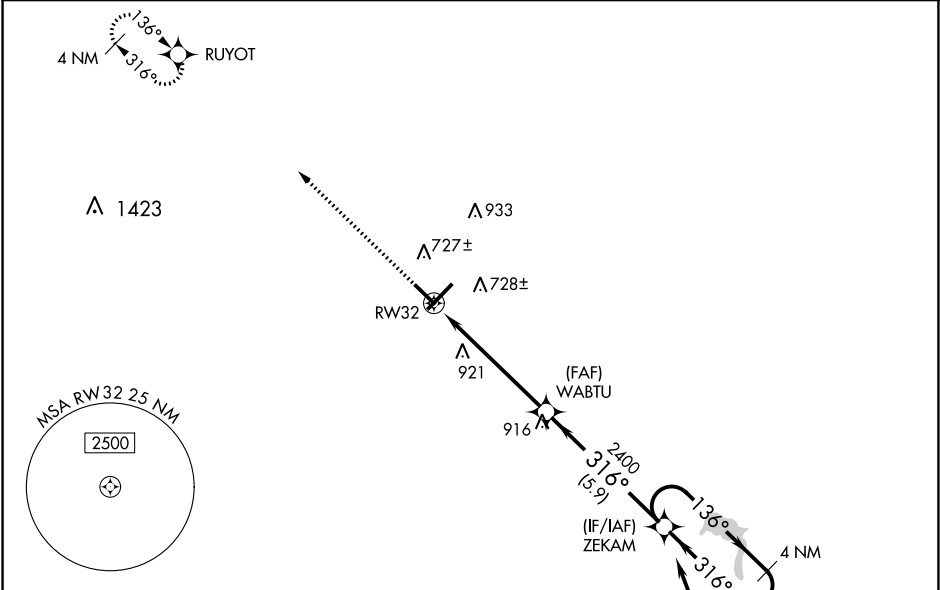 136°
RUYOT
4 NM
316°
1423
933
727±
728±
RW32
921
(FAF)
WABTU
916
MSA RW32 25 NM
2500
2400
316°
(5.9)
136°
(IF/IAF)
ZEKAM
4 NM
316°